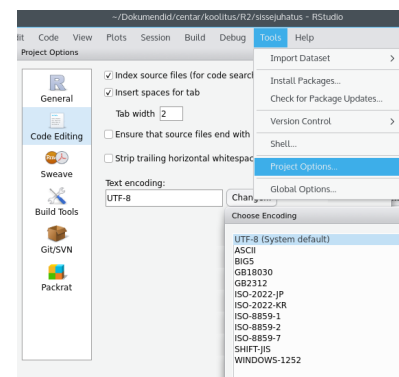 ~/Dokumendid/centar/koolitus/R2/sissejuhatus - RStudio
dit Code View Plots Session Build Debug Tools Help
Project Options
General
Code Editing
Sweave
Build Tools
Git/SVN
Packrat
Index source files (for code search
Insert spaces for tab
Tab width 2
Ensure that source files end with
Strip trailing horizontal whitespac
Text encoding:
UTF-8 Chan
Import Dataset
Install Packages...
Check for Package Updates...
Version Control
Shell...
Project Options...
Global Options...
Choose Encoding
UTF-8 (System default)
ASCII
BIG5
GB18030
GB2312
ISO-2022-JP
ISO-2022-KR
ISO-8859-1
ISO-8859-2
ISO-8859-7
SHIFT-JIS
WINDOWS-1252